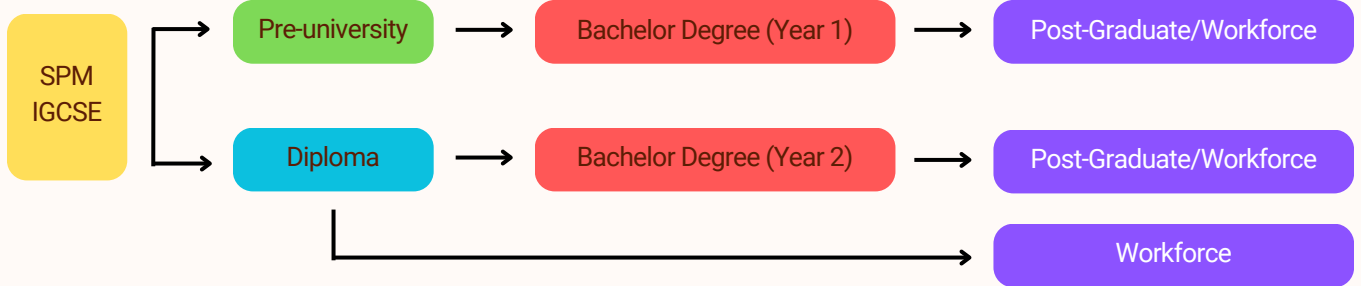 SPM
IGCSE
Pre-university
Bachelor Degree (Year 1)
Post-Graduate/Workforce
Diploma
Bachelor Degree (Year 2)
Post-Graduate/Workforce
Workforce